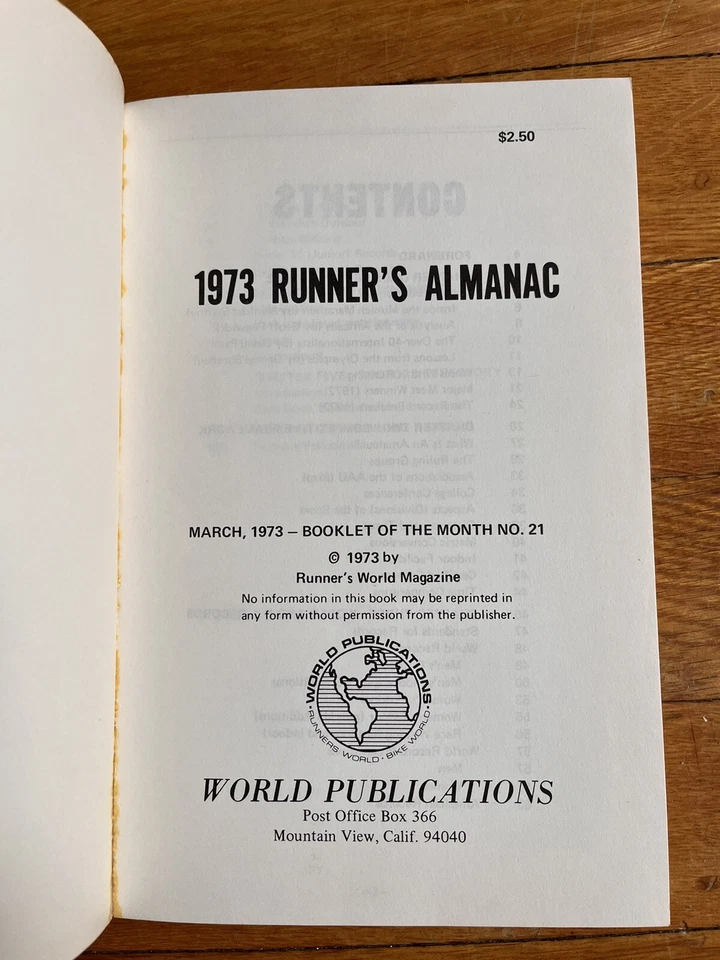 $2.50
1973 RUNNER'S ALMANAC
MARCH, 1973 — BOOKLET OF THE MONTH NO. 21
© 1973 by
Runner's World Magazine
No information in this book may be reprinted in
any form without permission from the publisher.
WORLD PUBLICATIONS
· RUNNERS WORLD · BIKE WORLD ·
WORLD PUBLICATIONS
Post Office Box 366
Mountain View, Calif. 94040